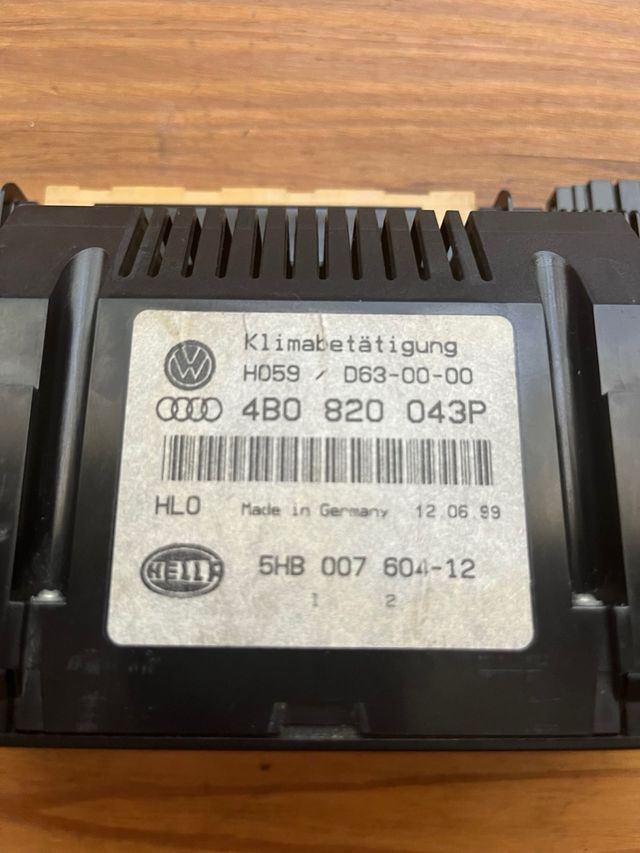 Klimabetätigung
H059 / D63-00-00
4B0 820 043P
HLO Made in Germany 12.06.99
HELLA 5HB 007 604-12
1 2